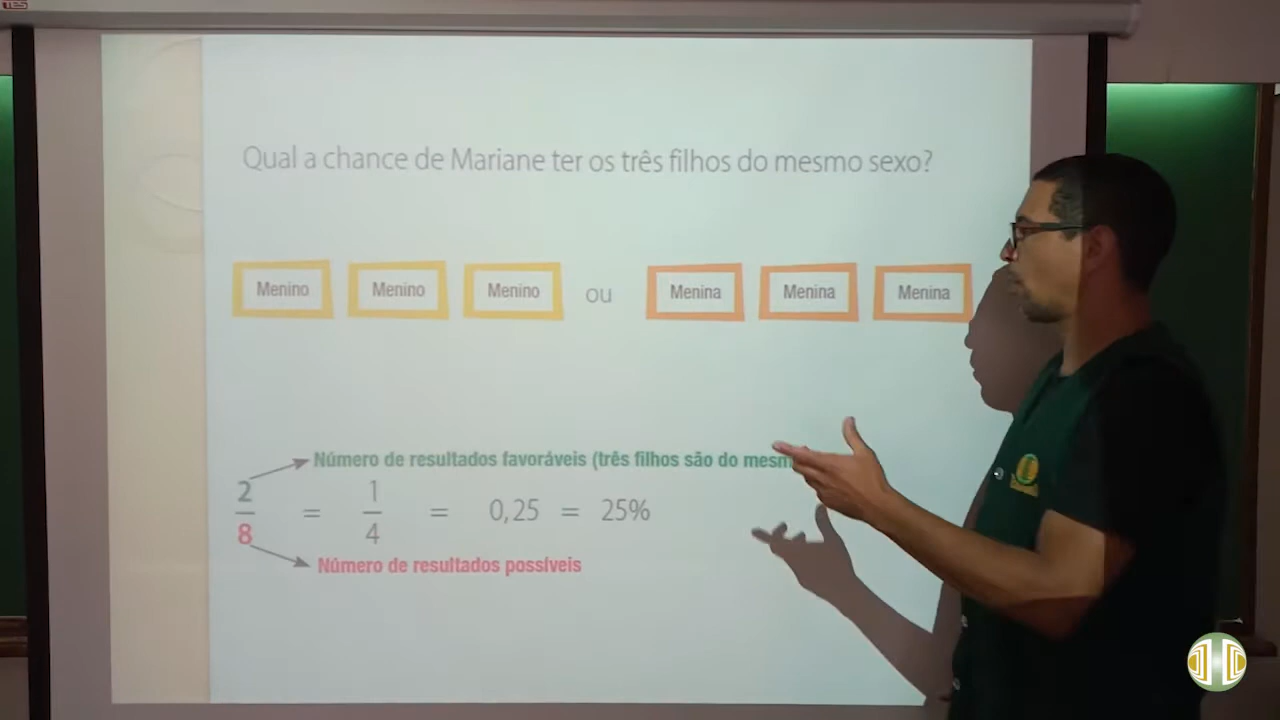 TES
Qual a chance de Mariane ter os três filhos do mesmo sexo?
Menino Menino Menino ou Menina Menina Menina
Número de resultados favoráveis (três filhos são do mesm
2/8 = 1/4 = 0,25 = 25%
Número de resultados possíveis